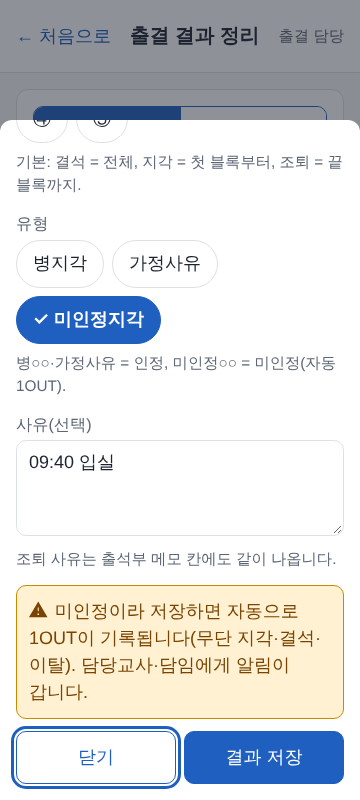 ← 처음으로
출결 결과 정리
출결 담당
④
⑤
기본: 결석 = 전체, 지각 = 첫 블록부터, 조퇴 = 끝
블록까지.
유형
병지각
가정사유
✓ 미인정지각
병○○·가정사유 = 인정, 미인정○○ = 미인정(자동
1OUT).
사유(선택)
09:40 입실
조퇴 사유는 출석부 메모 칸에도 같이 나옵니다.
미인정이라 저장하면 자동으로
1OUT이 기록됩니다(무단 지각·결석·
이탈). 담당교사·담임에게 알림이
갑니다.
닫기
결과 저장